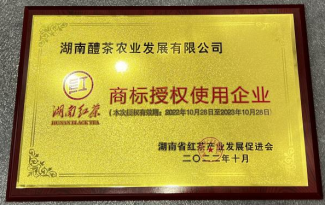 湖南醴茶农业发展有限公司
湖南红茶
HUNAN BLACK TEA
商标授权使用企业
(本次授权有效期：2022年10月26日至2023年10月26日)
湖南省红茶产业发展促进会
二〇二二年十月